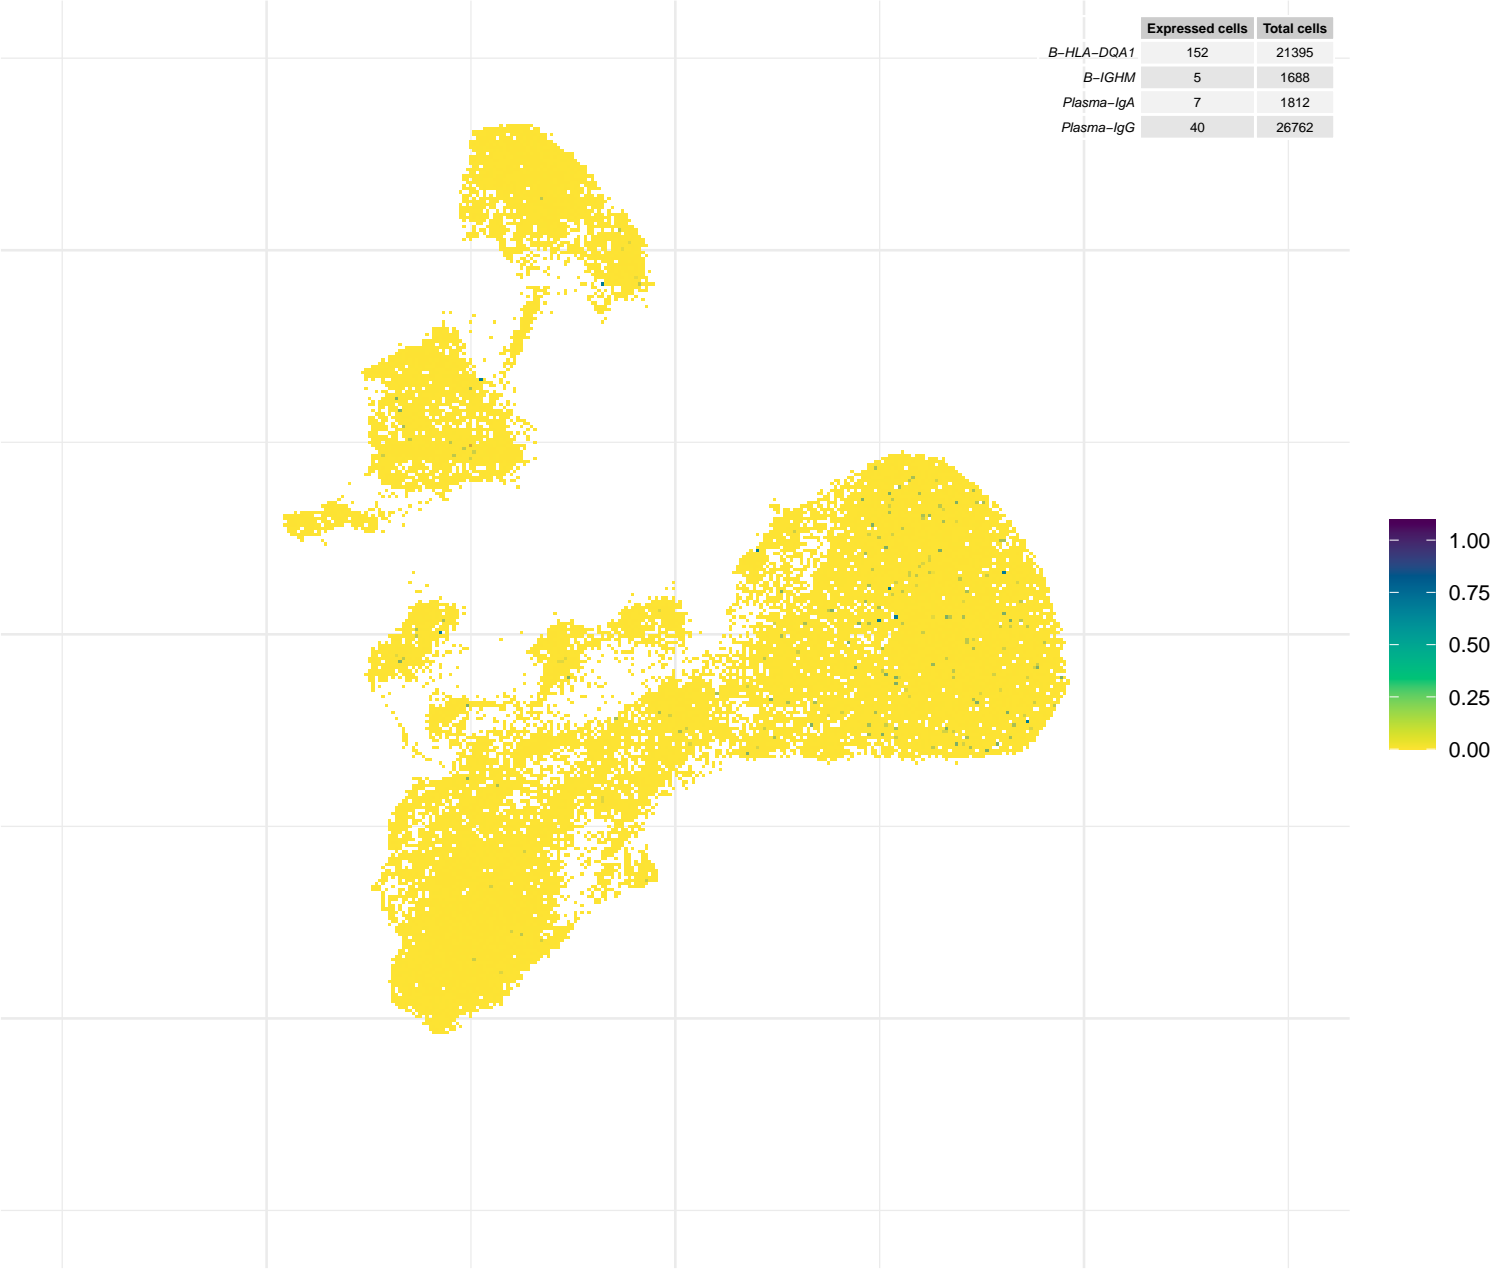 Expressed cells Total cells
B−HLA−DQA1 152 21395
B−IGHM 5 1688
Plasma−IgA 7 1812
Plasma−IgG 40 26762
1.00
0.75
0.50
0.25
0.00